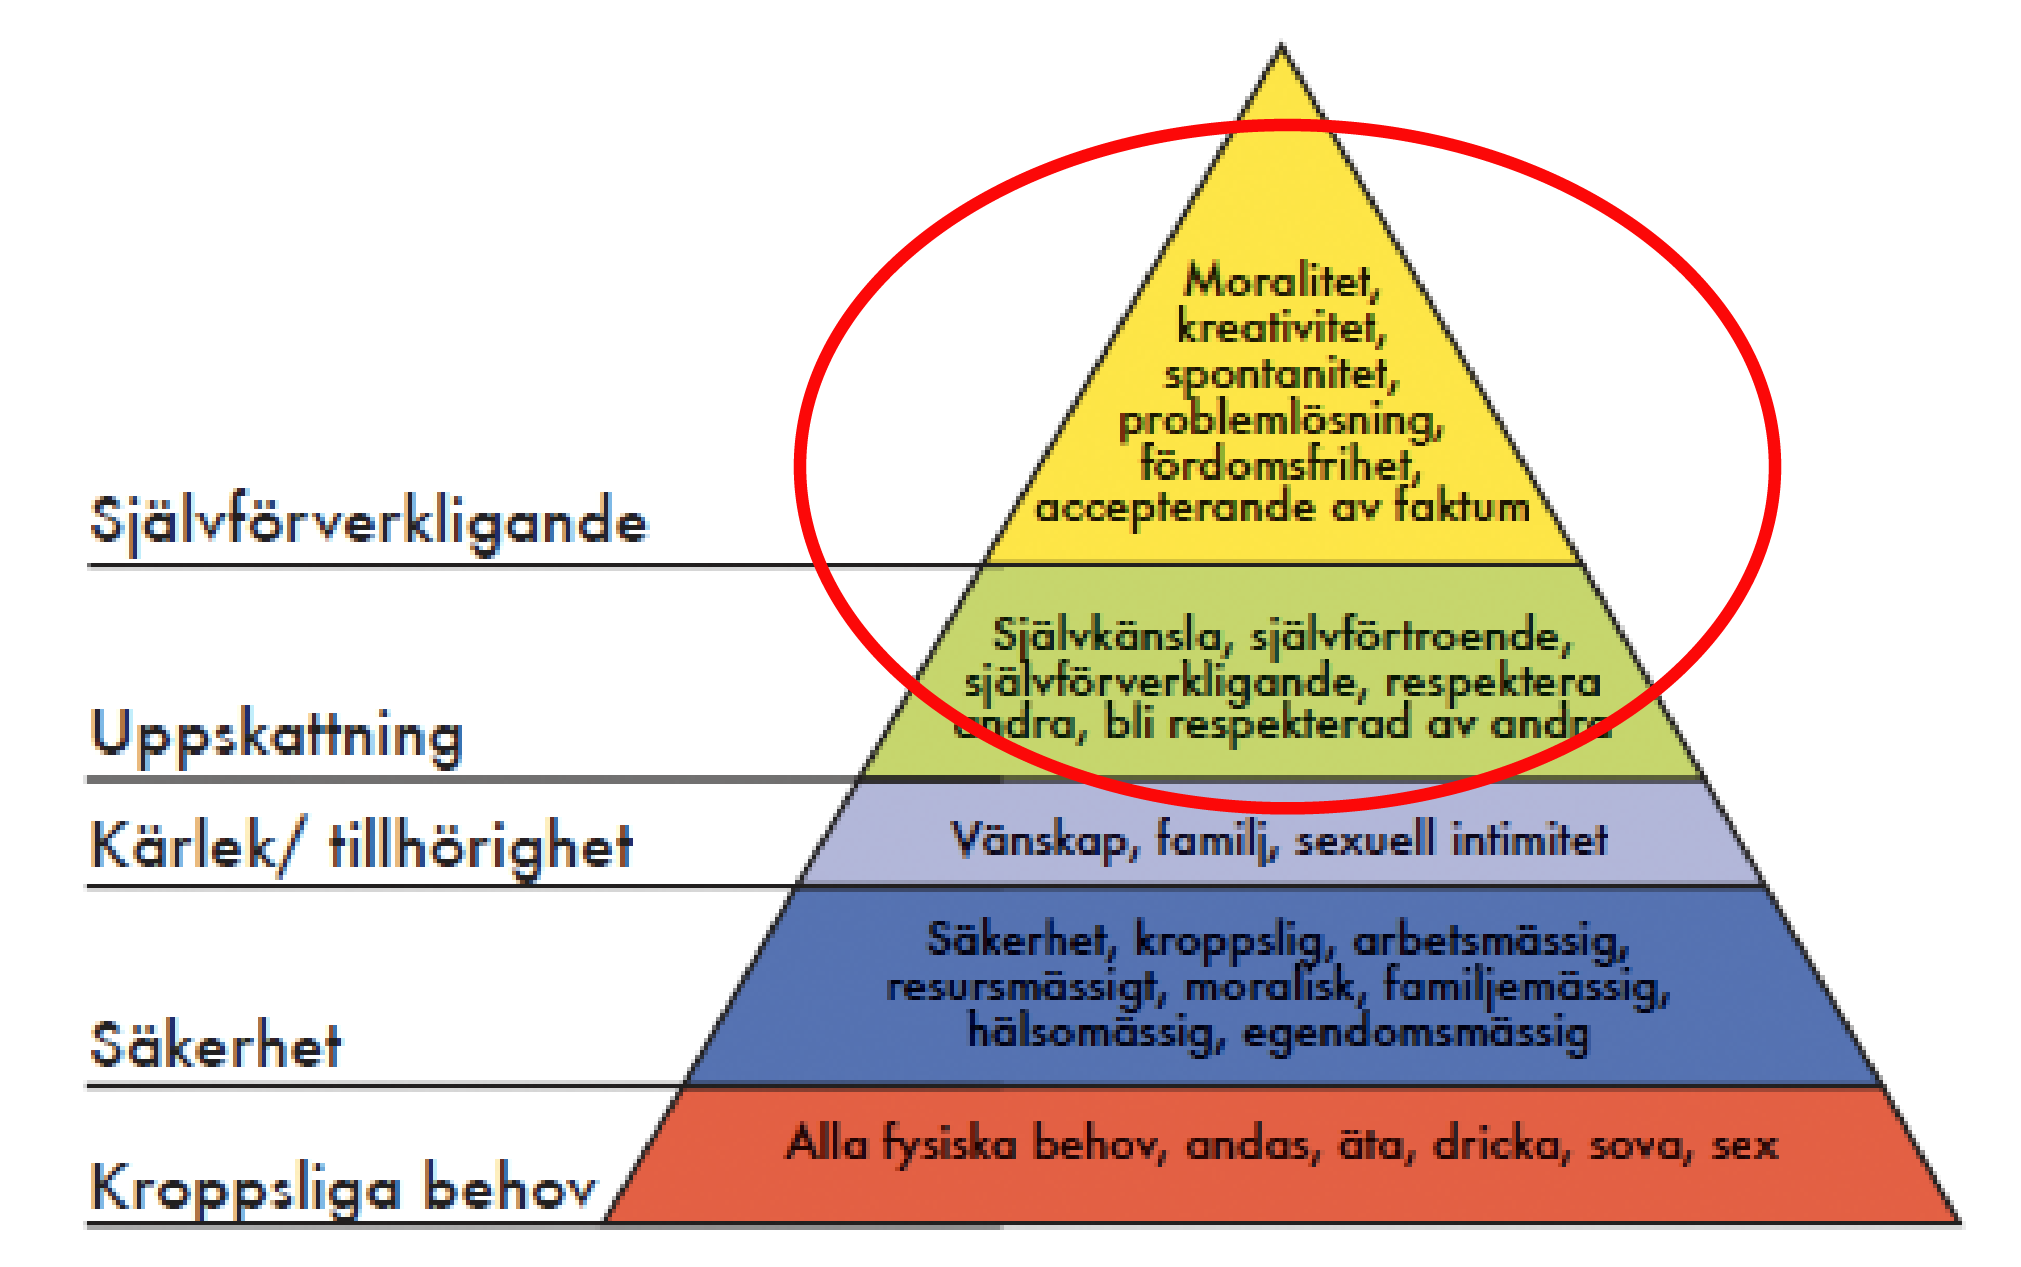 Moralitet,
kreativitet,
spontanitet,
problemlösning,
fördomsfrihet,
accepterande av faktum
Självförverkligande
Självkänsla, självförtroende,
självförverkligande, respektera
andra, bli respekterad av andra
Uppskattning
Kärlek/ tillhörighet
Vänskap, familj, sexuell intimitet
Säkerhet, kroppslig, arbetsmässig,
resursmässigt, moralisk, familjemässig,
hälsomässig, egendomsmässig
Säkerhet
Alla fysiska behov, andas, äta, dricka, sova, sex
Kroppsliga behov